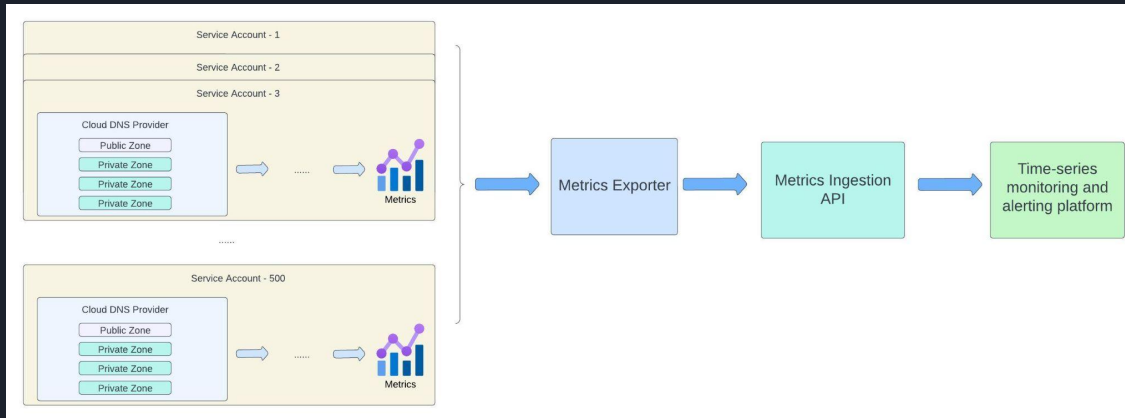 Service Account - 1
Service Account - 2
Service Account - 3
Cloud DNS Provider
Public Zone
Private Zone
Private Zone
Private Zone
......
Metrics
......
Service Account - 500
Cloud DNS Provider
Public Zone
Private Zone
Private Zone
Private Zone
......
Metrics
Metrics Exporter
Metrics Ingestion
API
Time-series
monitoring and
alerting platform